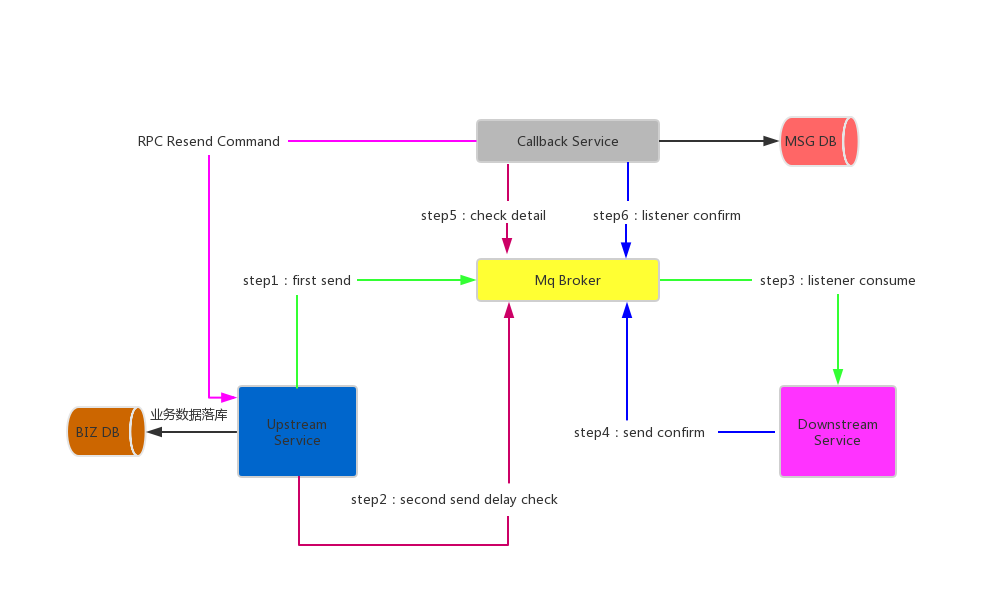 RPC Resend Command
Callback Service
MSG DB
step5：check detail
step6：listener confirm
step1：first send
Mq Broker
step3：listener consume
业务数据落库
BIZ DB
Upstream
Service
step4：send confirm
Downstream
Service
step2：second send delay check